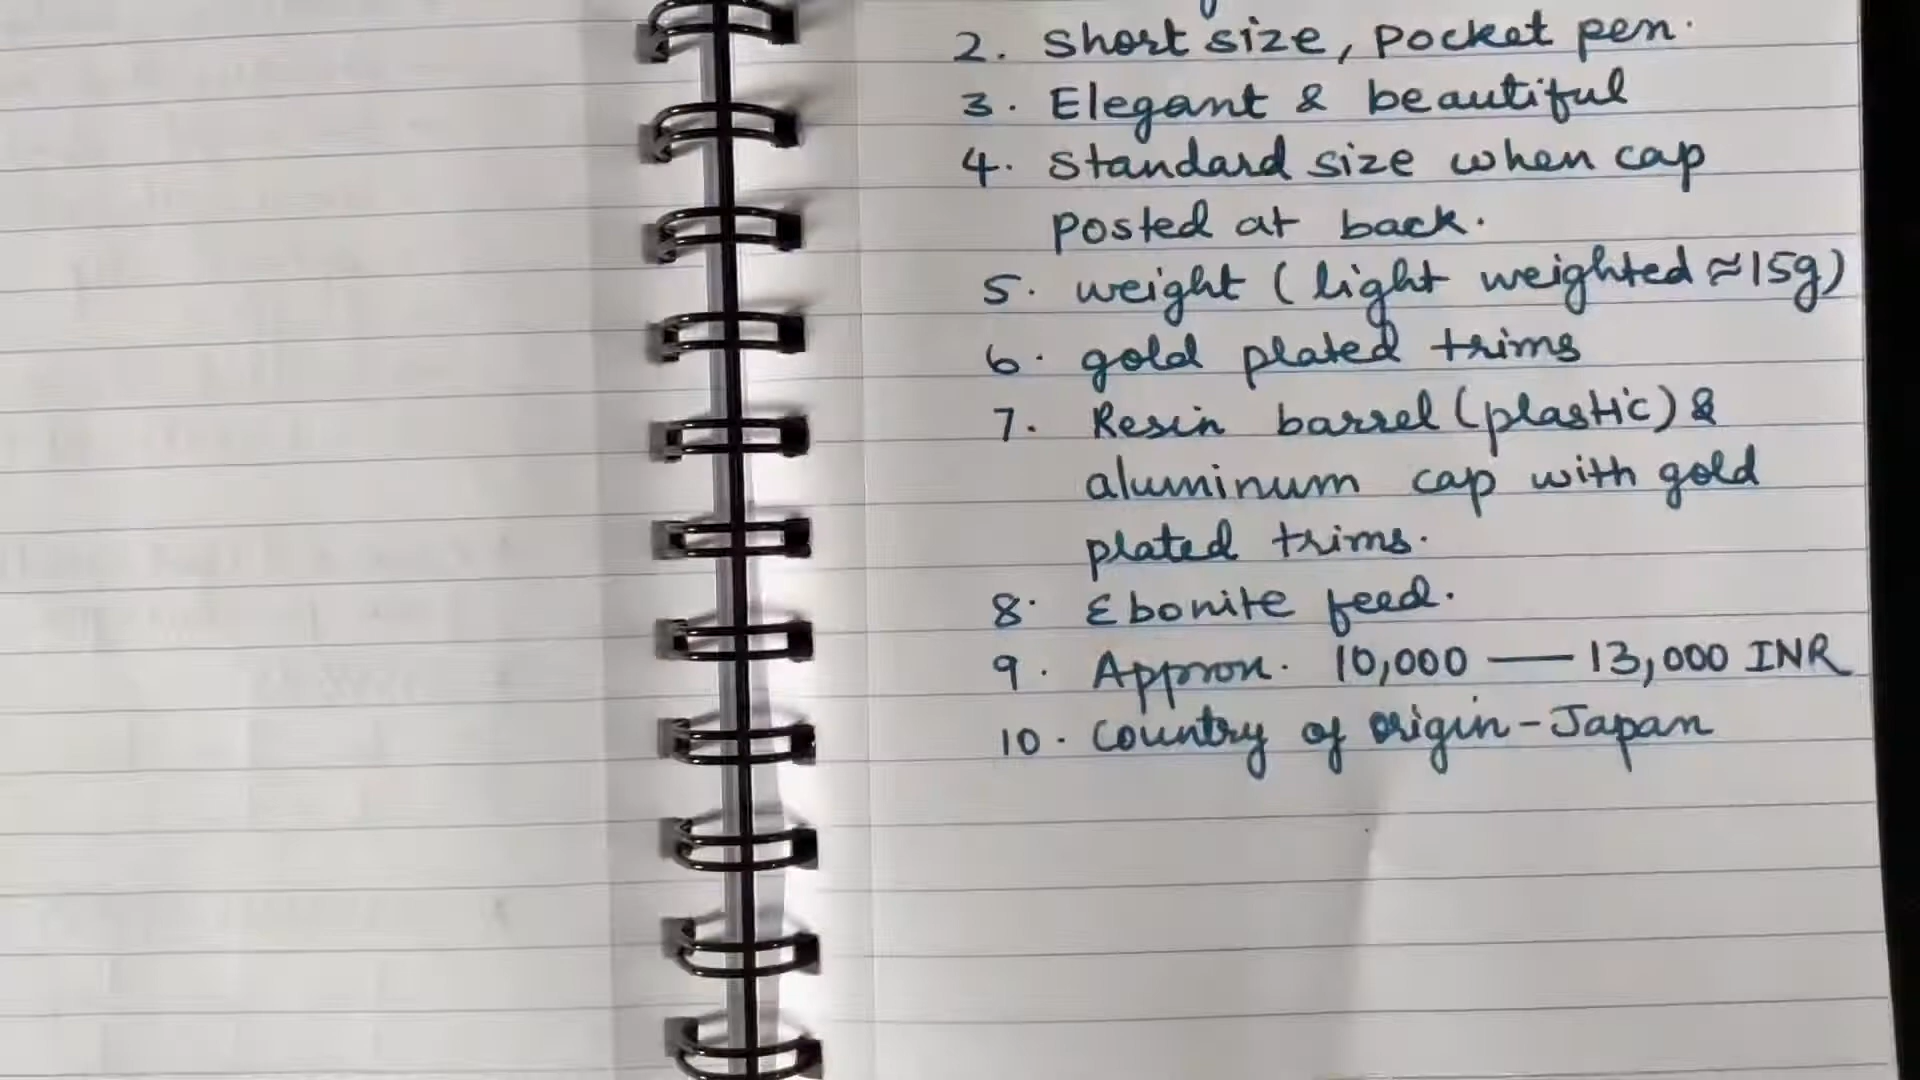 2. Short size, Pocket pen.
3. Elegant & beautiful
4. Standard size when cap
posted at back.
5. weight (light weighted ≈15g)
6. gold plated trims
7. Resin barrel (plastic) &
aluminum cap with gold
plated trims.
8. Ebonite feed.
9. Approx. 10,000 — 13,000 INR
10. Country of origin - Japan